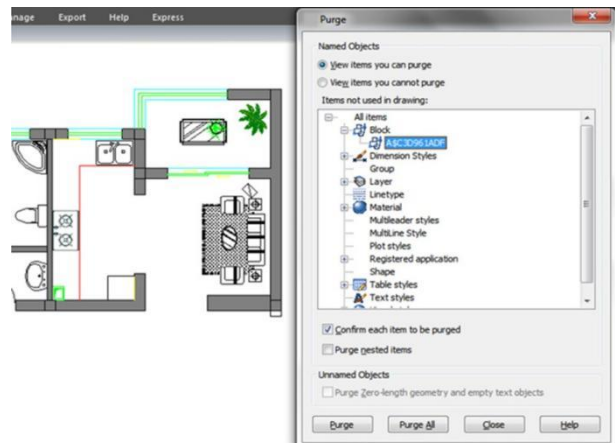 nage Export Help Express
Purge
Named Objects
View items you can purge
View items you cannot purge
Items not used in drawing:
All items
Block
A$C3D961ADF
Dimension Styles
Group
Layer
Linetype
Material
Multileader styles
MultiLine Style
Plot styles
Registered application
Shape
Table styles
Text styles
Confirm each item to be purged
Purge nested items
Unnamed Objects
Purge Zero-length geometry and empty text objects
Purge Purge All Close Help